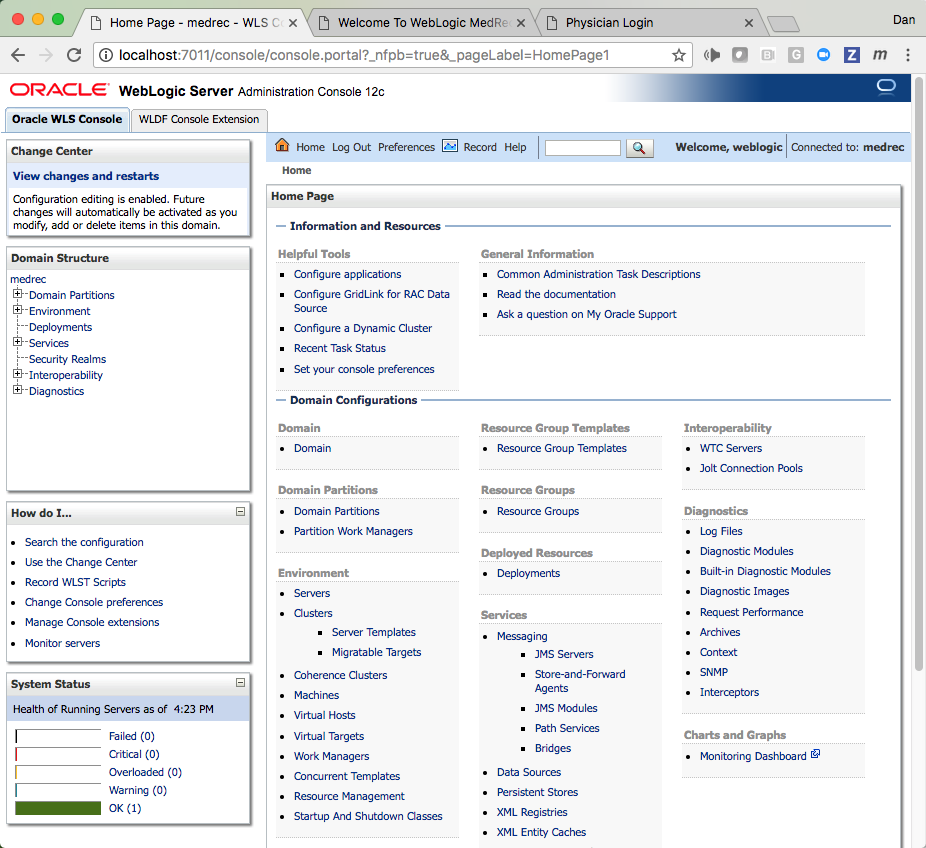 Home Page - medrec - WLS C
Welcome To WebLogic MedRe
Physician Login
Dan
localhost:7011/console/console.portal?_nfpb=true&_pageLabel=HomePage1
ORACLE WebLogic Server Administration Console 12c
Oracle WLS Console
WLDF Console Extension
Change Center
View changes and restarts
Configuration editing is enabled. Future
changes will automatically be activated as you
modify, add or delete items in this domain.
Domain Structure
medrec
Domain Partitions
Environment
Deployments
Services
Security Realms
Interoperability
Diagnostics
How do I...
Search the configuration
Use the Change Center
Record WLST Scripts
Change Console preferences
Manage Console extensions
Monitor servers
System Status
Health of Running Servers as of 4:23 PM
Failed (0)
Critical (0)
Overloaded (0)
Warning (0)
OK (1)
Home Log Out Preferences Record Help
Welcome, weblogic
Connected to: medrec
Home
Home Page
Information and Resources
Helpful Tools
Configure applications
Configure GridLink for RAC Data
Source
Configure a Dynamic Cluster
Recent Task Status
Set your console preferences
General Information
Common Administration Task Descriptions
Read the documentation
Ask a question on My Oracle Support
Domain Configurations
Domain
Domain
Domain Partitions
Domain Partitions
Partition Work Managers
Environment
Servers
Clusters
Server Templates
Migratable Targets
Coherence Clusters
Machines
Virtual Hosts
Virtual Targets
Work Managers
Concurrent Templates
Resource Management
Startup And Shutdown Classes
Resource Group Templates
Resource Group Templates
Resource Groups
Resource Groups
Deployed Resources
Deployments
Services
Messaging
JMS Servers
Store-and-Forward
Agents
JMS Modules
Path Services
Bridges
Data Sources
Persistent Stores
XML Registries
XML Entity Caches
Interoperability
WTC Servers
Jolt Connection Pools
Diagnostics
Log Files
Diagnostic Modules
Built-in Diagnostic Modules
Diagnostic Images
Request Performance
Archives
Context
SNMP
Interceptors
Charts and Graphs
Monitoring Dashboard